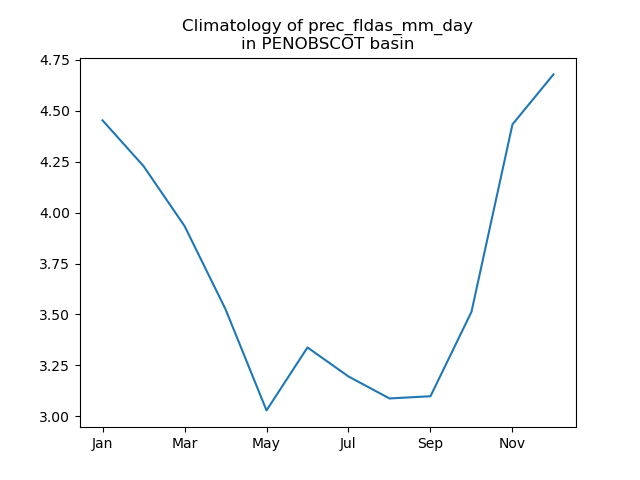 Climatology of prec_fldas_mm_day
in PENOBSCOT basin
4.75
4.50
4.25
4.00
3.75
3.50
3.25
3.00
Jan Mar May Jul Sep Nov